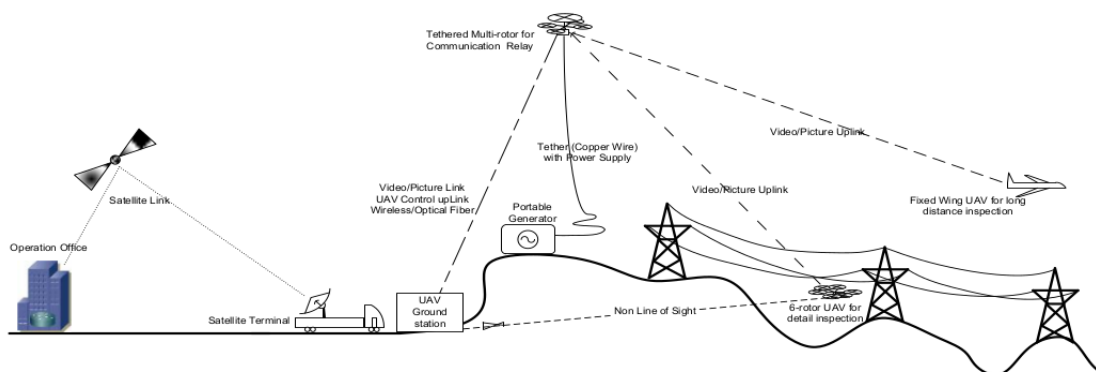 Tethered Multi-rotor for
Communication Relay
Video/Picture Uplink
Tether (Copper Wire)
with Power Supply
Video/Picture Link
UAV Control upLink
Wireless/Optical Fiber
Video/Picture Uplink
Fixed Wing UAV for long
distance inspection
Satellite Link
Portable
Generator
Operation Office
UAV
Ground
station
Satellite Terminal
Non Line of Sight
6-rotor UAV for
detail inspection